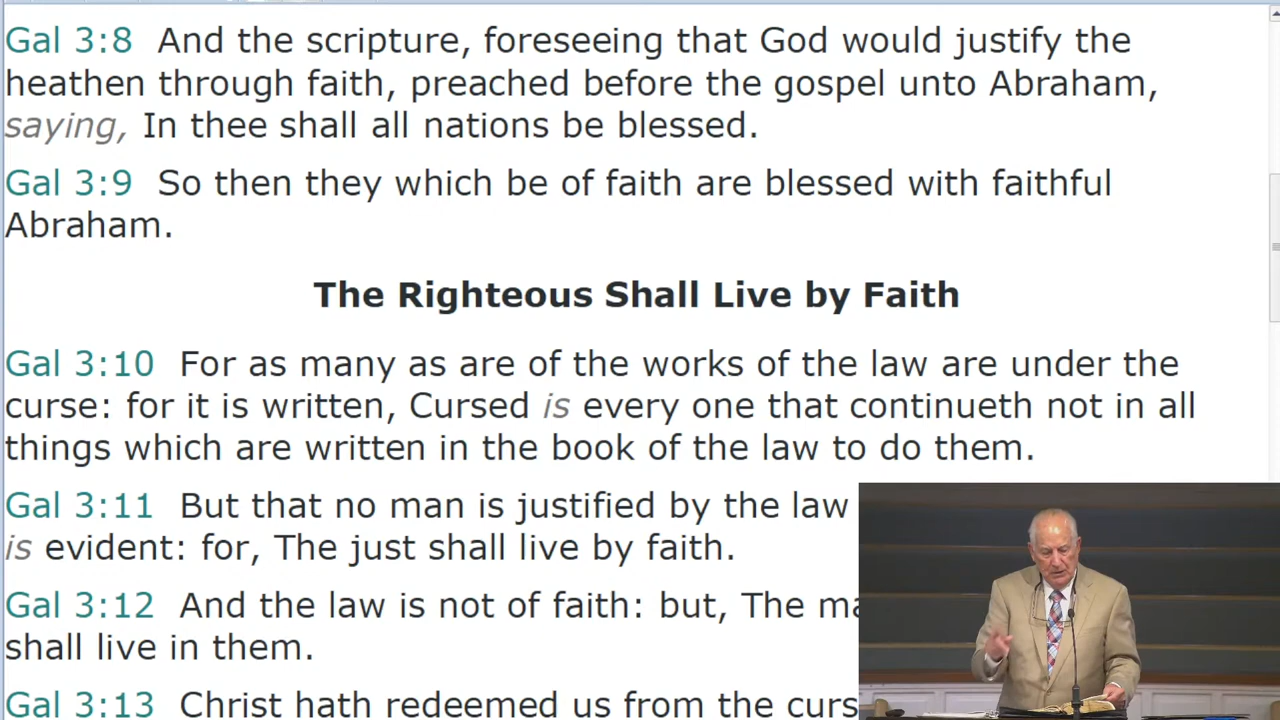 Gal 3:8 And the scripture, foreseeing that God would justify the
heathen through faith, preached before the gospel unto Abraham,
saying, In thee shall all nations be blessed.
Gal 3:9 So then they which be of faith are blessed with faithful
Abraham.
The Righteous Shall Live by Faith
Gal 3:10 For as many as are of the works of the law are under the
curse: for it is written, Cursed is every one that continueth not in all
things which are written in the book of the law to do them.
Gal 3:11 But that no man is justified by the law
is evident: for, The just shall live by faith.
Gal 3:12 And the law is not of faith: but, The
shall live in them.
Gal 3:13 Christ hath redeemed us from the